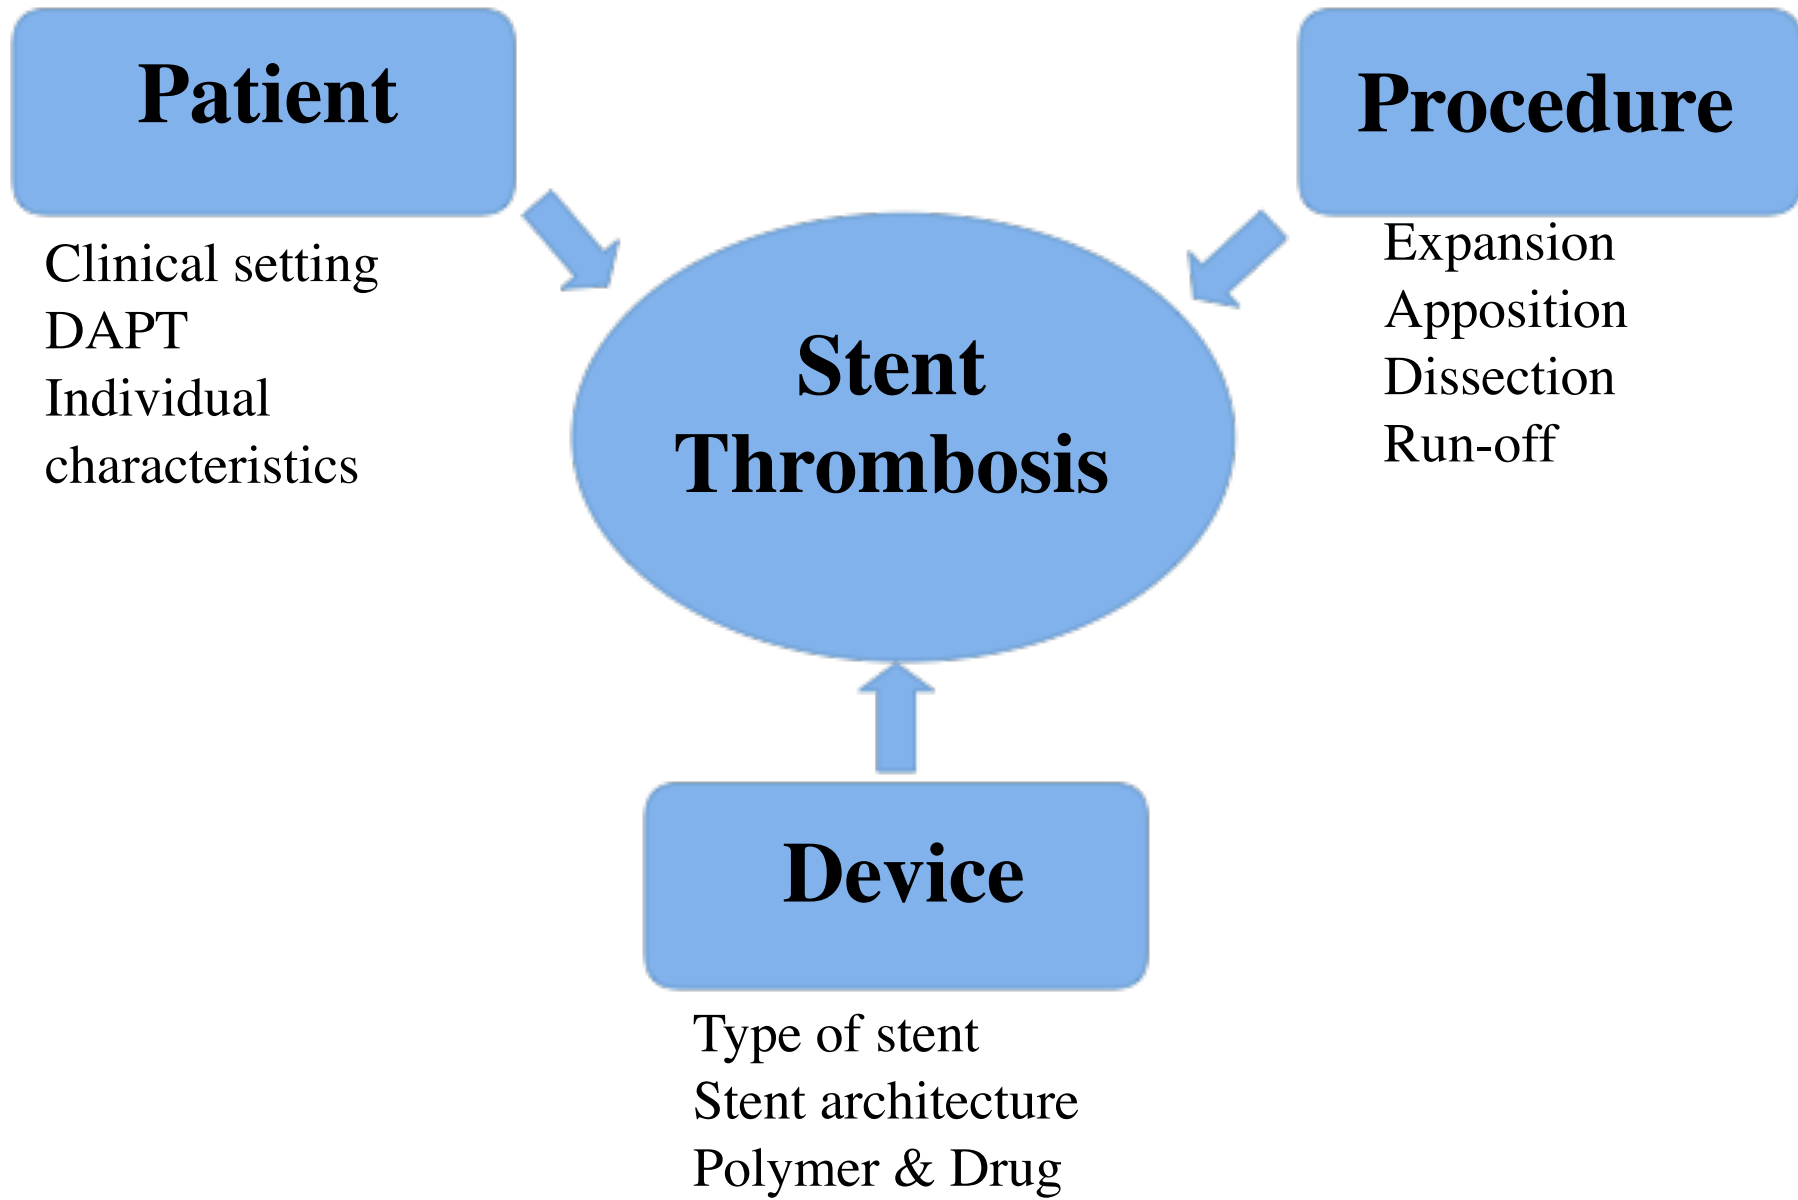 Patient
Clinical setting
DAPT
Individual
characteristics
Procedure
Expansion
Apposition
Dissection
Run-off
Stent
Thrombosis
Device
Type of stent
Stent architecture
Polymer & Drug